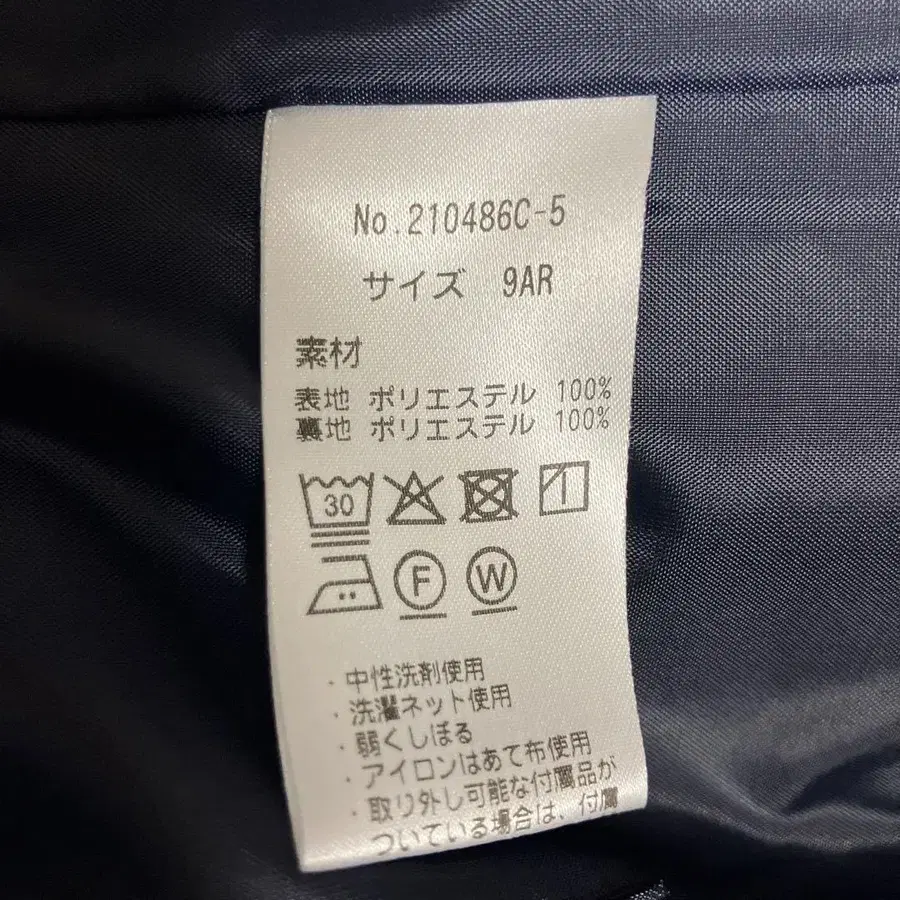 No.210486C-5
サイズ 9AR
素材
表地 ポリエステル 100%
裏地 ポリエステル 100%
30
F W
・中性洗剤使用
・洗濯ネット使用
・弱くしぼる
・アイロンはあて布使用
・取り外し可能な付属品が
ついている場合は、付属